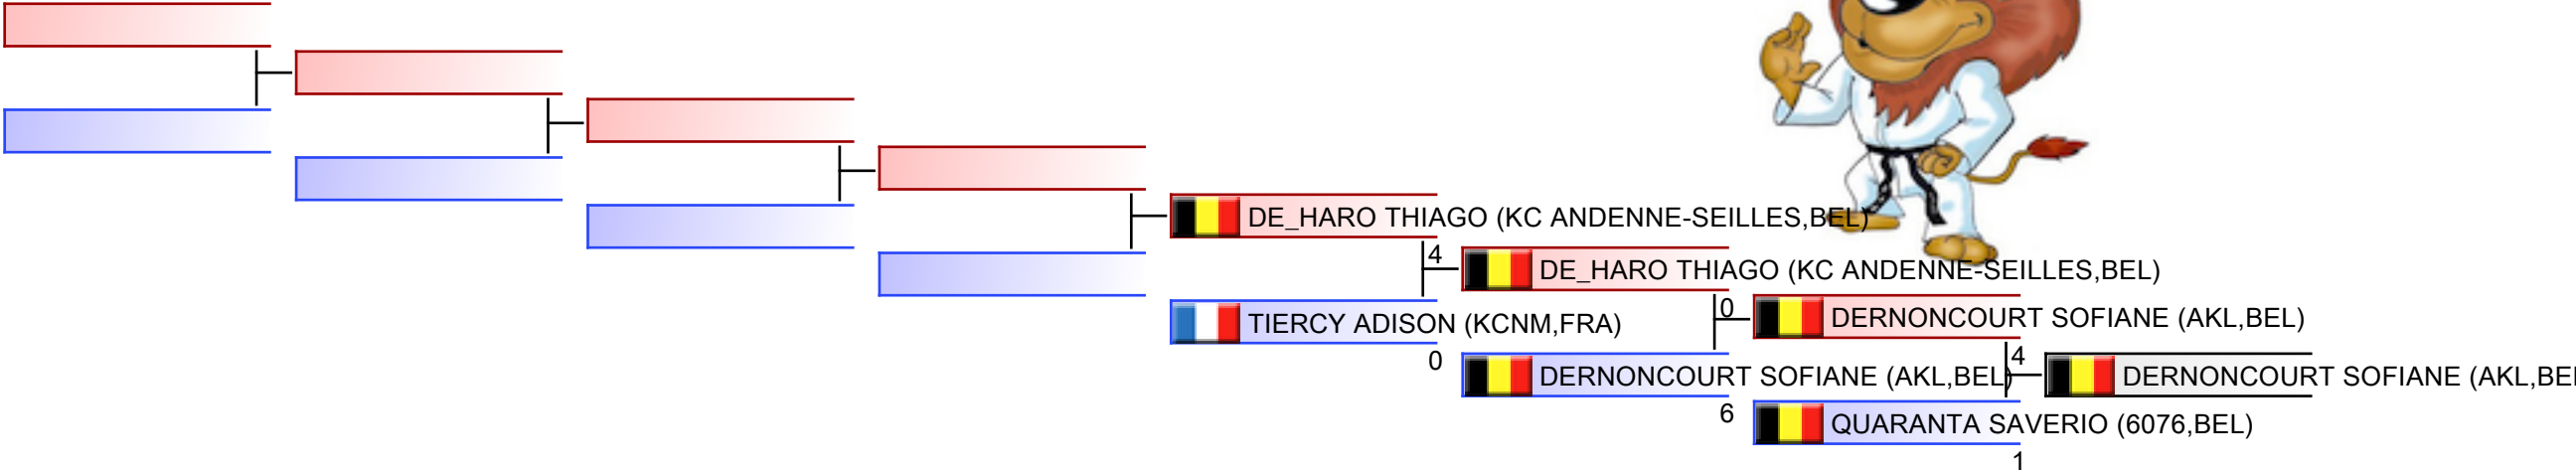 DE_HARO THIAGO (KC ANDENNE-SEILLES,BEL)
4
DE_HARO THIAGO (KC ANDENNE-SEILLES,BEL)
TIERCY ADISON (KCNM,FRA)
0
0
DERNONCOURT SOFIANE (AKL,BEL)
DERNONCOURT SOFIANE (AKL,BEL)
6
4
DERNONCOURT SOFIANE (AKL,BE
QUARANTA SAVERIO (6076,BEL)
1